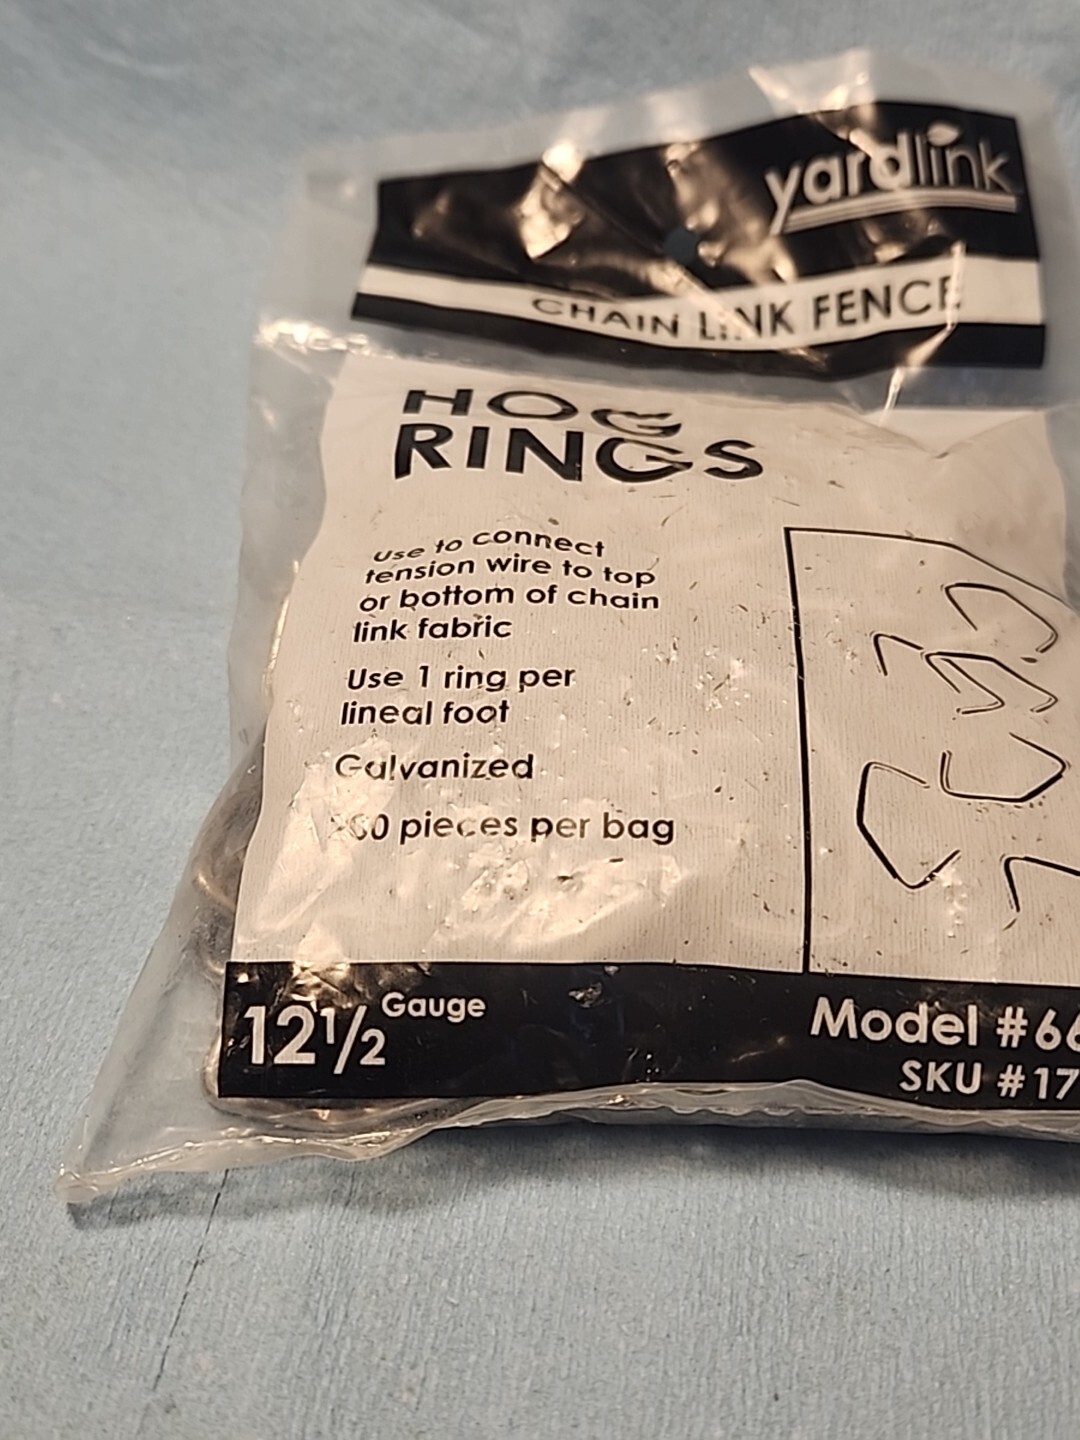 yardlink
CHAIN LINK FENCE
HOG
RINGS
Use to connect
tension wire to top
or bottom of chain
link fabric
Use 1 ring per
lineal foot
Galvanized
pieces per bag
12½ Gauge
Model #66
SKU #17